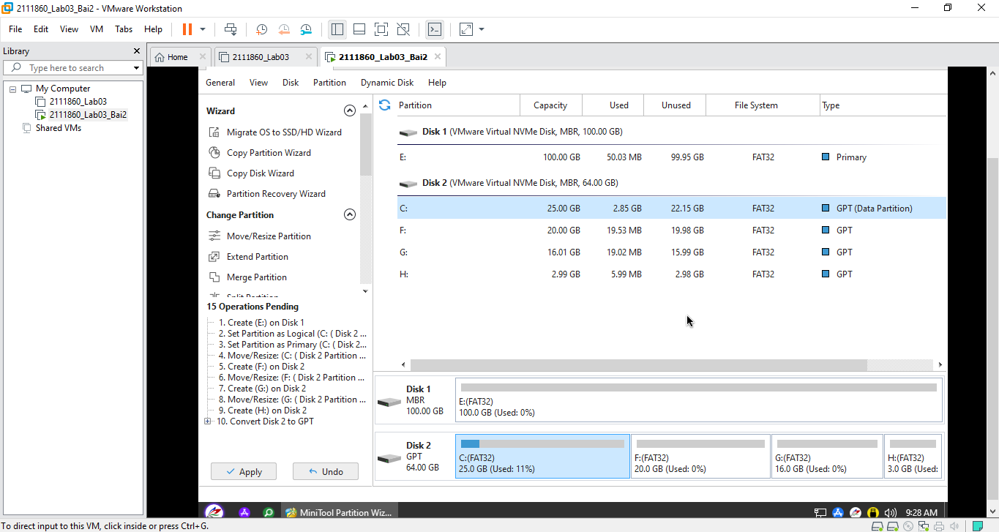 2111860_Lab03_Bai2 - VMware Workstation
File Edit View VM Tabs Help
Library
Type here to search
My Computer
2111860_Lab03
2111860_Lab03_Bai2
Shared VMs
Home
2111860_Lab03
2111860_Lab03_Bai2
General View Disk Partition Dynamic Disk Help
Wizard
Migrate OS to SSD/HD Wizard
Copy Partition Wizard
Copy Disk Wizard
Partition Recovery Wizard
Change Partition
Move/Resize Partition
Extend Partition
Merge Partition
Split Partition
15 Operations Pending
1. Create (E:) on Disk 1
2. Set Partition as Logical (C: ( Disk 2 ...
3. Set Partition as Primary (C: ( Disk 2...
4. Move/Resize: (C: ( Disk 2 Partition ...
5. Create (F:) on Disk 2
6. Move/Resize: (F: ( Disk 2 Partition ...
7. Create (G:) on Disk 2
8. Move/Resize: (G: ( Disk 2 Partition ...
9. Create (H:) on Disk 2
10. Convert Disk 2 to GPT
Apply Undo
Partition Capacity Used Unused File System Type
Disk 1 (VMware Virtual NVMe Disk, MBR, 100.00 GB)
E: 100.00 GB 50.03 MB 99.95 GB FAT32 Primary
Disk 2 (VMware Virtual NVMe Disk, MBR, 64.00 GB)
C: 25.00 GB 2.85 GB 22.15 GB FAT32 GPT (Data Partition)
F: 20.00 GB 19.53 MB 19.98 GB FAT32 GPT
G: 16.01 GB 19.02 MB 15.99 GB FAT32 GPT
H: 2.99 GB 5.99 MB 2.98 GB FAT32 GPT
Disk 1
MBR
100.00 GB
E:(FAT32)
100.0 GB (Used: 0%)
Disk 2
GPT
64.00 GB
C:(FAT32)
25.0 GB (Used: 11%)
F:(FAT32)
20.0 GB (Used: 0%)
G:(FAT32)
16.0 GB (Used: 0%)
H:(FAT32)
3.0 GB (Used:
MiniTool Partition Wiz...
9:28 AM
To direct input to this VM, click inside or press Ctrl+G.